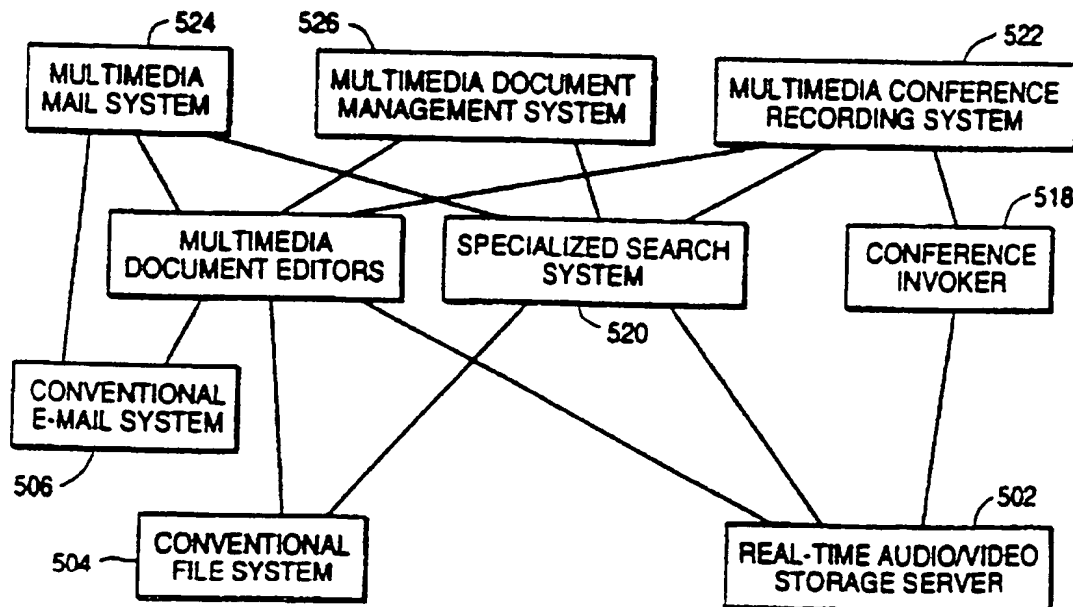 524
526
522
MULTIMEDIA
MAIL SYSTEM
MULTIMEDIA DOCUMENT
MANAGEMENT SYSTEM
MULTIMEDIA CONFERENCE
RECORDING SYSTEM
518
MULTIMEDIA
DOCUMENT EDITORS
SPECIALIZED SEARCH
SYSTEM
CONFERENCE
INVOKER
520
CONVENTIONAL
E-MAIL SYSTEM
506
502
504
CONVENTIONAL
FILE SYSTEM
REAL-TIME AUDIO/VIDEO
STORAGE SERVER